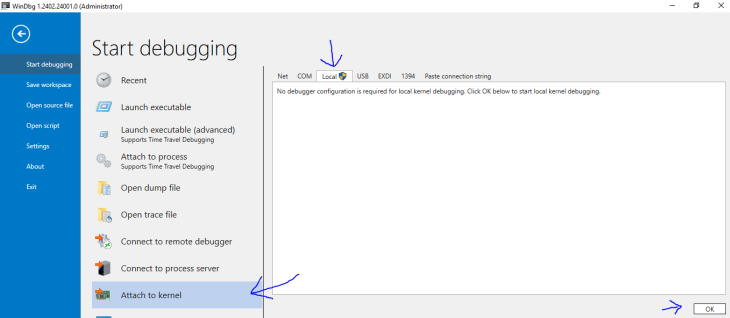 WinDbg 1.2402.24001.0 (Administrator)
Start debugging
Save workspace
Open source file
Open script
Settings
About
Exit
Start debugging
Recent
Launch executable
Launch executable (advanced)
Supports Time Travel Debugging
Attach to process
Supports Time Travel Debugging
Open dump file
Open trace file
Connect to remote debugger
Connect to process server
Attach to kernel
Net COM Local USB EXDI 1394 Paste connection string
No debugger configuration is required for local kernel debugging. Click OK below to start local kernel debugging.
OK